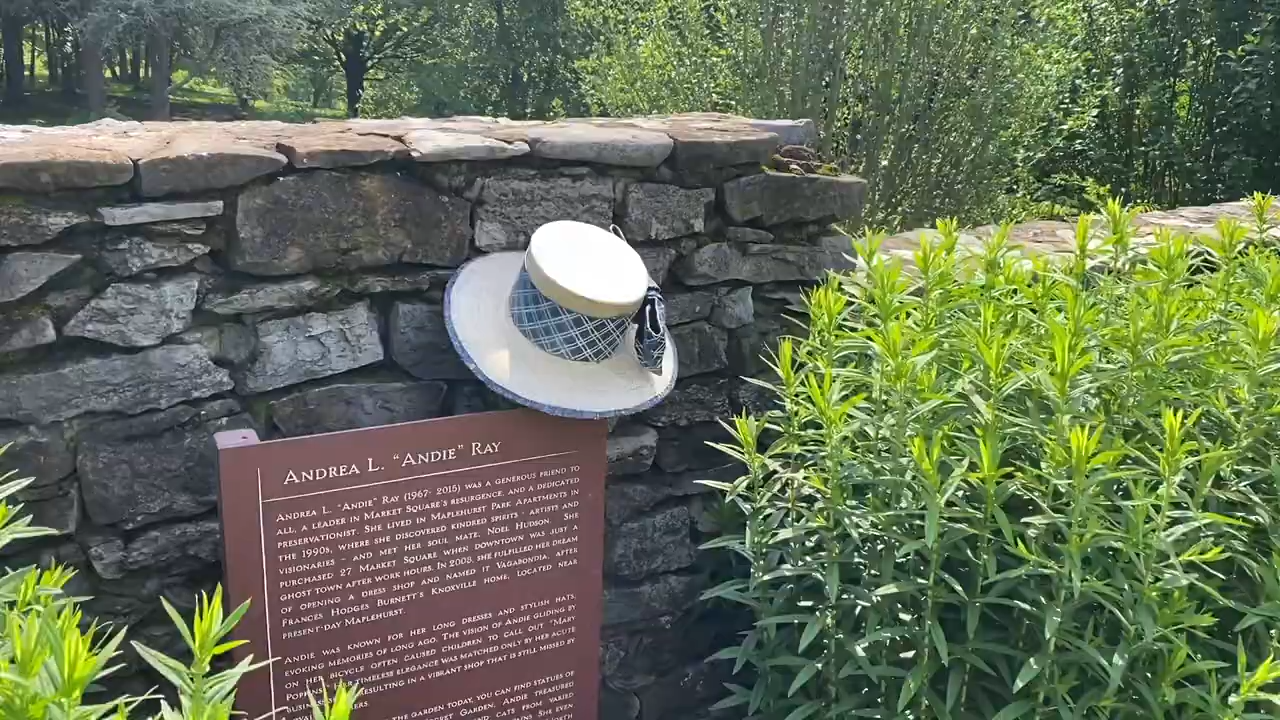 ANDREA L. “ANDIE” RAY
ANDREA L. “ANDIE” RAY (1967- 2015) WAS A GENEROUS FRIEND TO
ALL, A LEADER IN MARKET SQUARE'S RESURGENCE, AND A DEDICATED
PRESERVATIONIST. SHE LIVED IN MAPLEHURST PARK APARTMENTS IN
THE 1990S, WHERE SHE DISCOVERED KINDRED SPIRITS - ARTISTS AND
VISIONARIES - AND MET HER SOUL MATE, NOEL HUDSON. SHE
PURCHASED 27 MARKET SQUARE WHEN DOWNTOWN WAS JUST A
GHOST TOWN AFTER WORK HOURS. IN 2008, SHE FULFILLED HER DREAM
OF OPENING A DRESS SHOP AND NAMED IT VAGABONDIA, AFTER
FRANCES HODGES BURNETT'S KNOXVILLE HOME, LOCATED NEAR
PRESENT-DAY MAPLEHURST.
ANDIE WAS KNOWN FOR HER LONG DRESSES AND STYLISH HATS,
EVOKING MEMORIES OF LONG AGO. THE VISION OF ANDIE GLIDING BY
ON HER BICYCLE OFTEN CAUSED CHILDREN TO CALL OUT "MARY
HER TIMELESS ELEGANCE WAS MATCHED ONLY BY HER ACUTE
RESULTING IN A VIBRANT SHOP THAT IS STILL MISSED BY
THE GARDEN TODAY, YOU CAN FIND STATUES OF
GARDEN. ANDIE TREASURED
CATS FROM VARIED
SHE EVEN